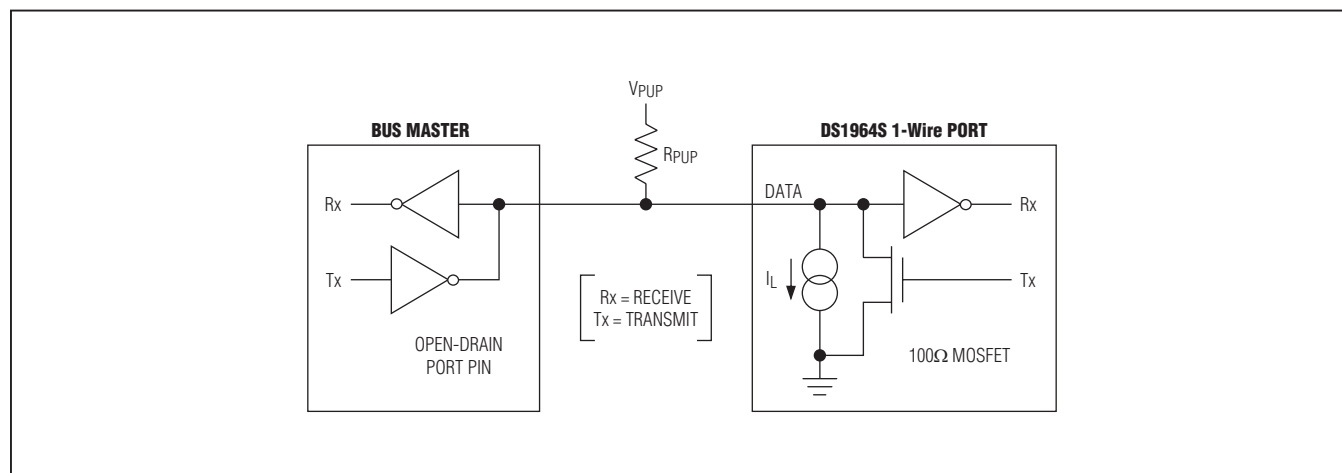 VPUP
BUS MASTER
DS1964S 1-Wire PORT
RPUP
DATA
Rx
Rx
Tx
Tx
IL
Rx = RECEIVE
Tx = TRANSMIT
OPEN-DRAIN
PORT PIN
100Ω MOSFET